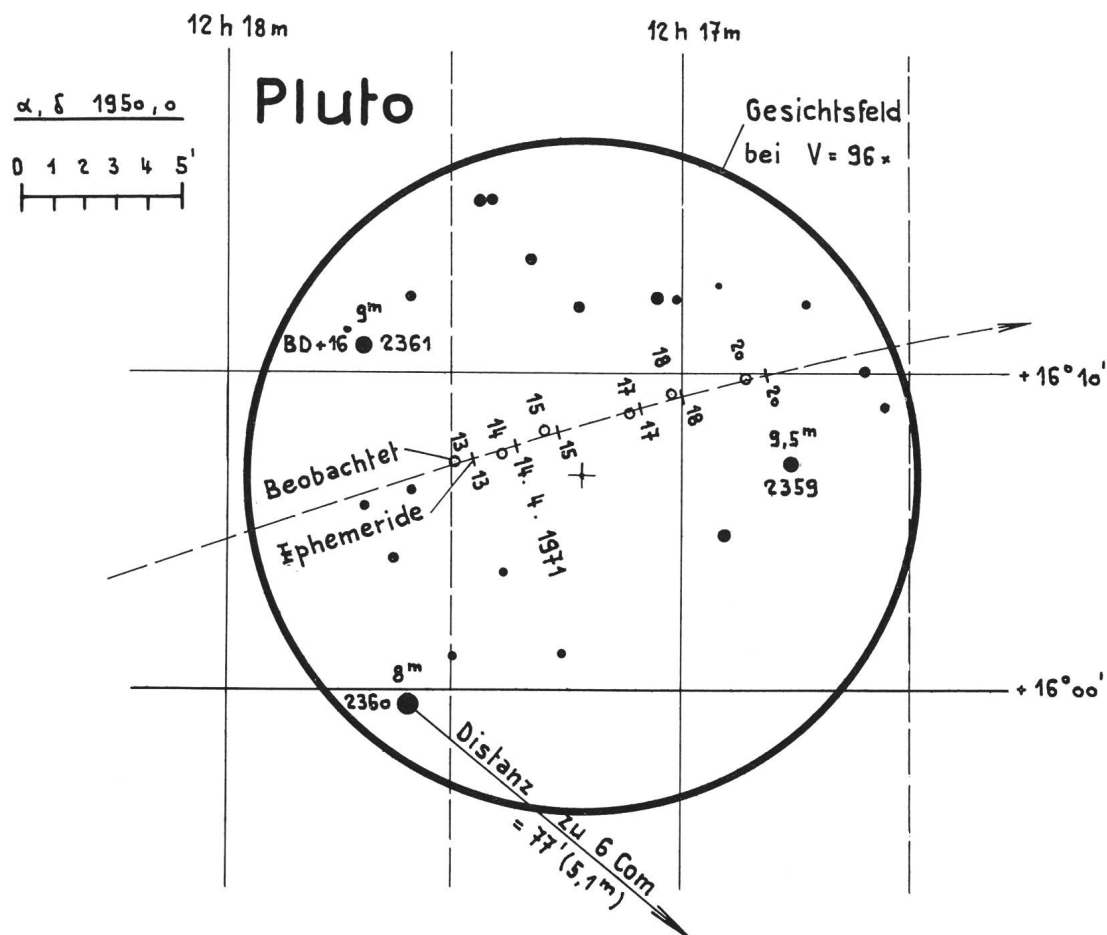 12 h 18 m
12 h 17 m
Pluto
α, δ 1950,0
0 1 2 3 4 5'
Gesichtsfeld
bei V = 96 x
9m
BD+16° 2361
+16°10'
18
20
20
18
17
17
15
15
14
14. 4. 1971
13
13
Beobachtet
Ephemeride
9,5m
2359
8m
2360
+16°00'
Distanz zu 6 Com
= 77' (5,1m)